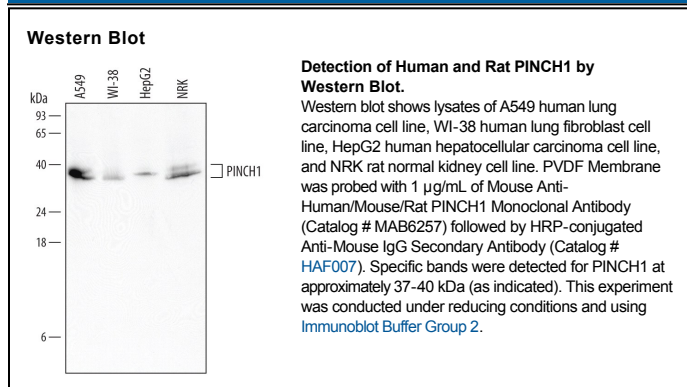 Western Blot
kDa
A549
WI-38
HepG2
NRK
93
65
40
24
18
6
PINCH1
Detection of Human and Rat PINCH1 by
Western Blot.
Western blot shows lysates of A549 human lung
carcinoma cell line, WI-38 human lung fibroblast cell
line, HepG2 human hepatocellular carcinoma cell line,
and NRK rat normal kidney cell line. PVDF Membrane
was probed with 1 µg/mL of Mouse Anti-
Human/Mouse/Rat PINCH1 Monoclonal Antibody
(Catalog # MAB6257) followed by HRP-conjugated
Anti-Mouse IgG Secondary Antibody (Catalog #
HAF007). Specific bands were detected for PINCH1 at
approximately 37-40 kDa (as indicated). This experiment
was conducted under reducing conditions and using
Immunoblot Buffer Group 2.